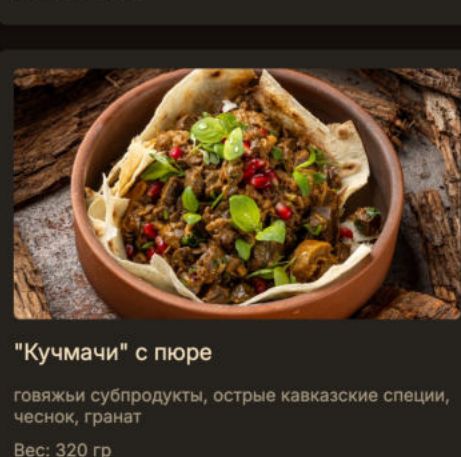 "Кучмачи" с пюре
говяжьи субпродукты, острые кавказские специи,
чеснок, гранат
Вес: 320 гр